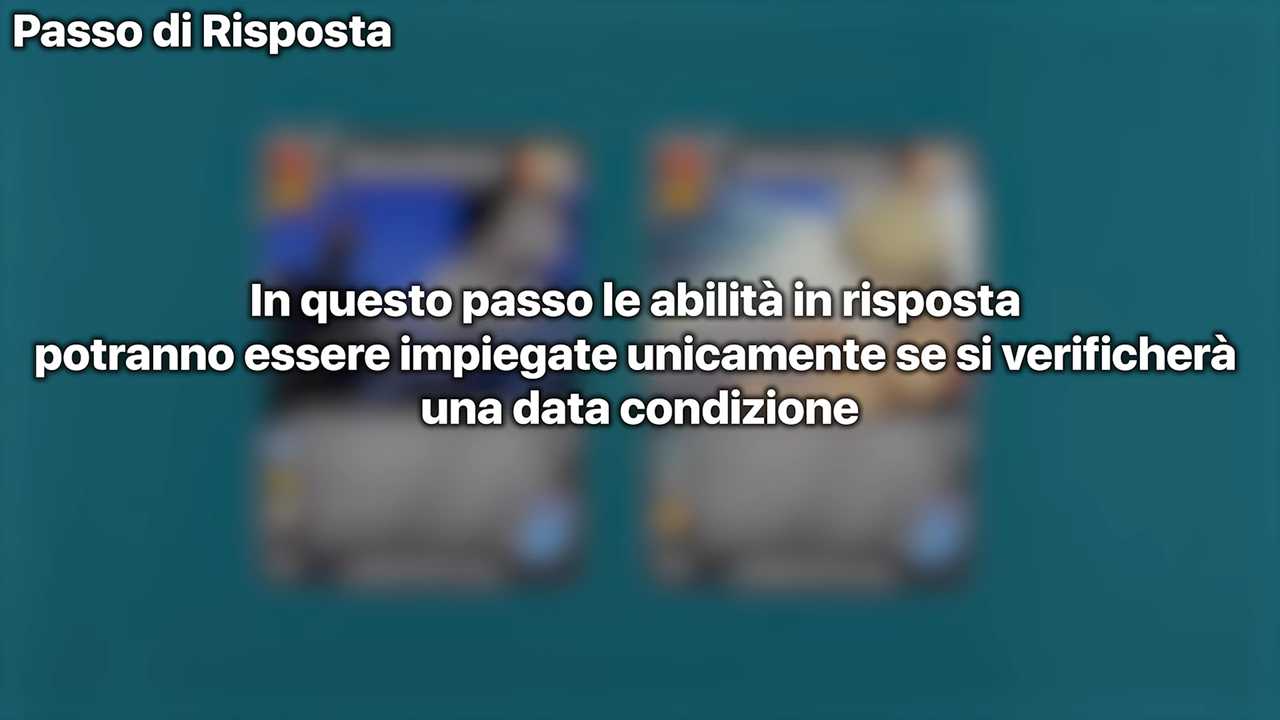 Passo di Risposta
In questo passo le abilità in risposta
potranno essere impiegate unicamente se si verificherà
una data condizione